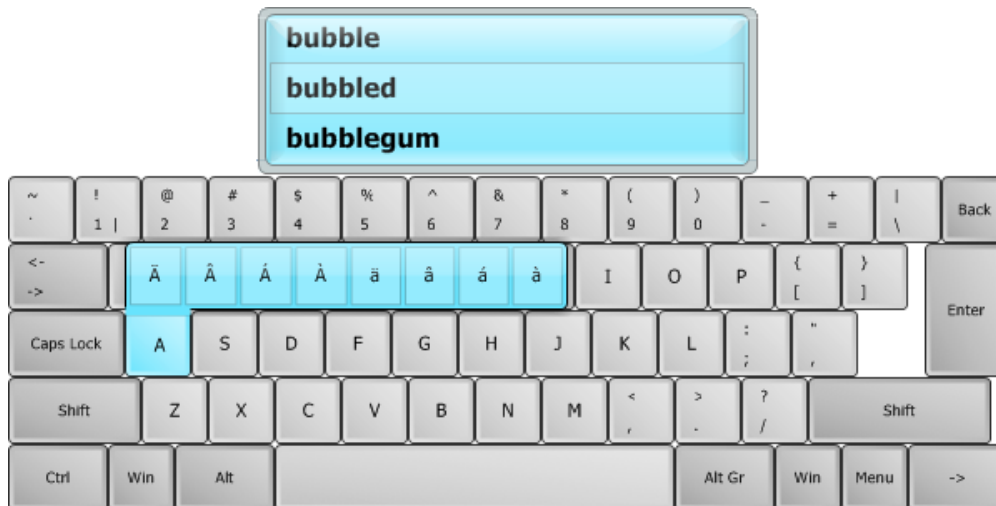 bubble
bubbled
bubblegum
~ ! @ # $ % ^ & * ( ) _ + |
` 1 | 2 3 4 5 6 7 8 9 0 - = \ Back
<-
-> Ä Â Á À ä â á à I O P { }
[ ] Enter
Caps Lock A S D F G H J K L : "
; ,
Shift Z X C V B N M < > ? Shift
, . /
Ctrl Win Alt Alt Gr Win Menu ->